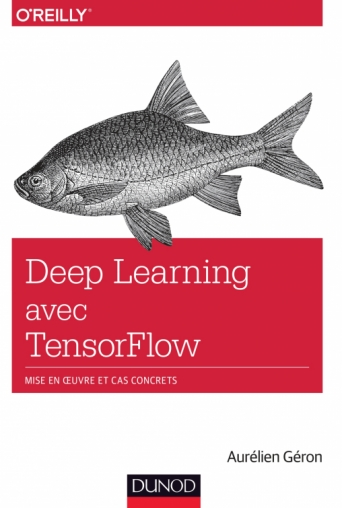 O'REILLY®
Deep Learning
avec
TensorFlow
MISE EN ŒUVRE ET CAS CONCRETS
Aurélien Géron
DUNOD